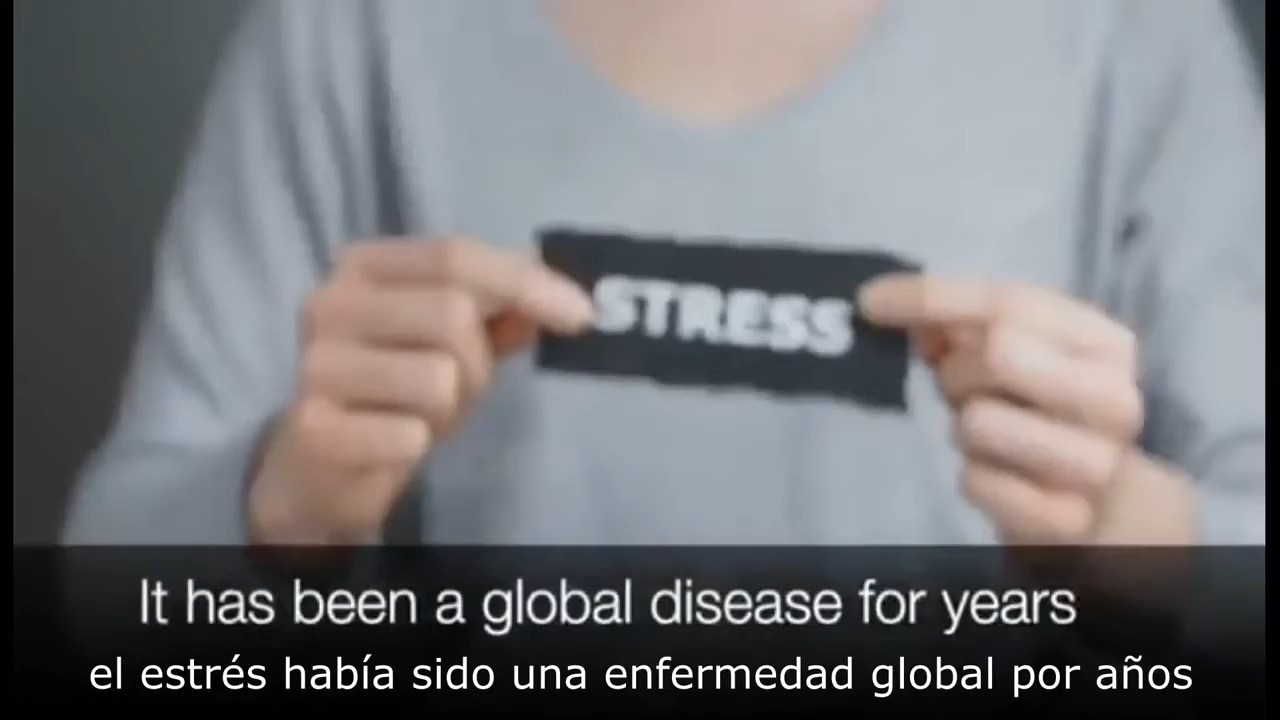 STRESS
It has been a global disease for years
el estrés había sido una enfermedad global por años